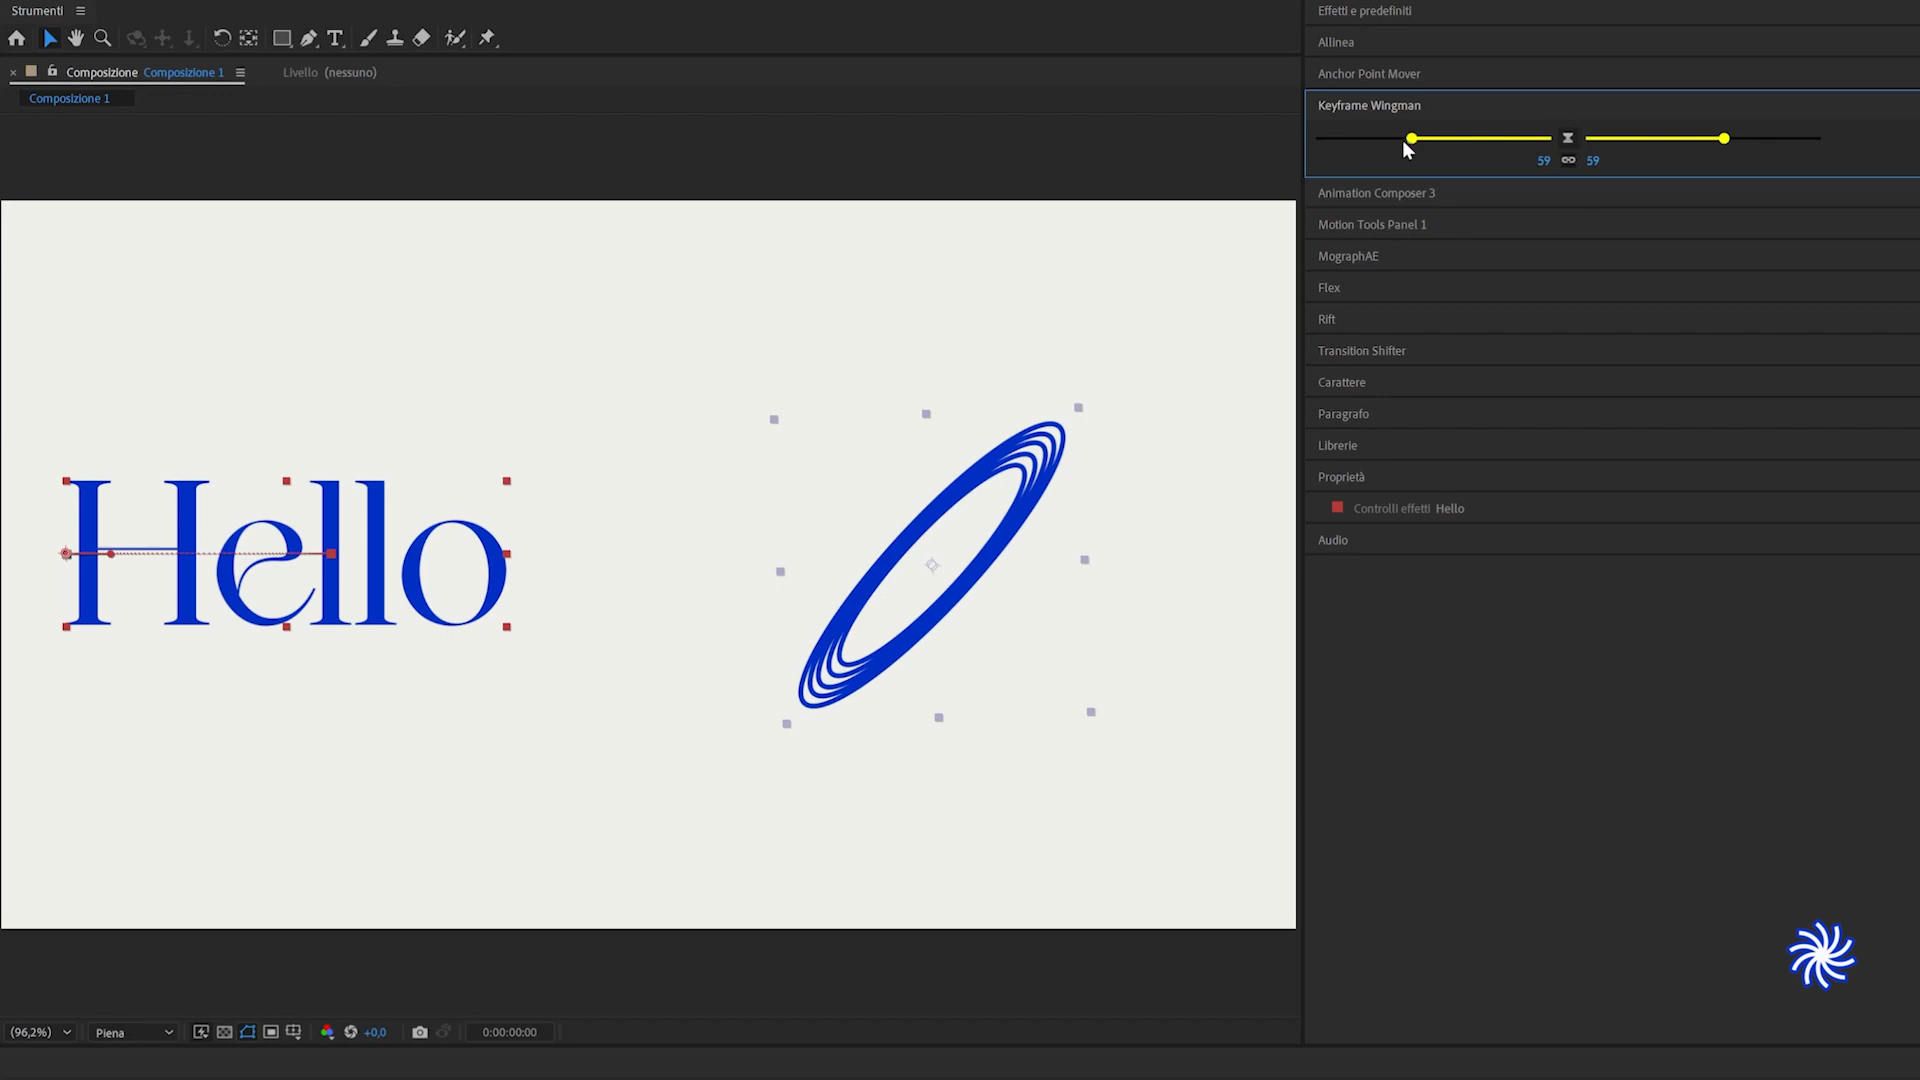 Strumenti
Composizione Composizione 1
Livello (nessuno)
Composizione 1
Hello
(96,2%)
Piena
+0,0
0:00:00:00
Effetti e predefiniti
Allinea
Anchor Point Mover
Keyframe Wingman
59 59
Animation Composer 3
Motion Tools Panel 1
MographAE
Flex
Rift
Transition Shifter
Carattere
Paragrafo
Librerie
Proprietà
Controlli effetti Hello
Audio